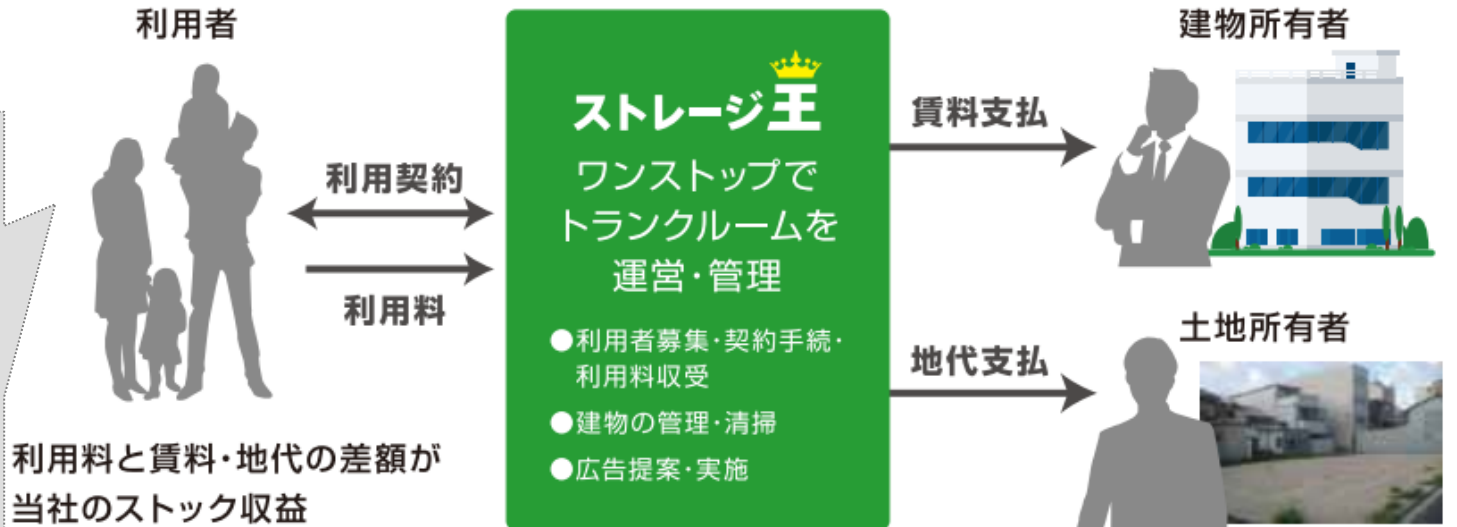 利用者
利用契約
利用料
利用料と賃料･地代の差額が
当社のストック収益
ストレージ王
ワンストップで
トランクルームを
運営･管理
●利用者募集･契約手続･
利用料収受
●建物の管理･清掃
●広告提案･実施
賃料支払
建物所有者
地代支払
土地所有者